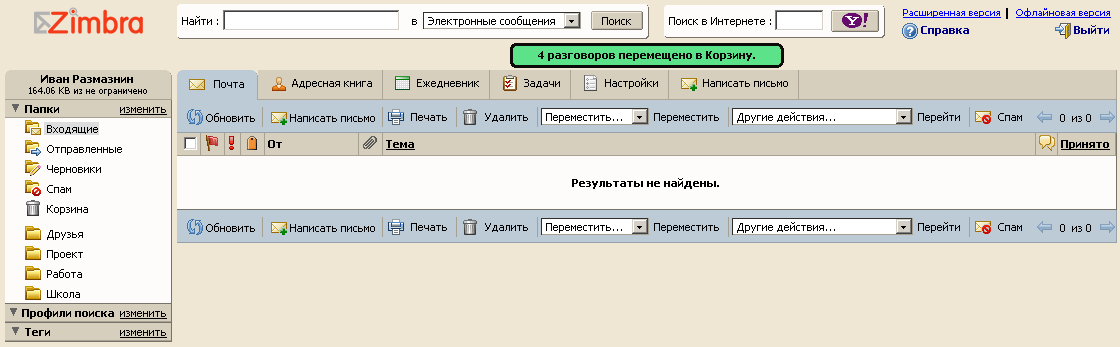 Zimbra
Найти : в Электронные сообщения Поиск Поиск в Интернете : Y! Расширенная версия | Офлайновая версия
Справка Выйти
4 разговоров перемещено в Корзину.
Иван Размазнин
164.06 KB из не ограничено
Почта Адресная книга Ежедневник Задачи Настройки Написать письмо
Папки изменить
Обновить Написать письмо Печать Удалить Переместить... Переместить Другие действия... Перейти Спам 0 из 0
Входящие
От Тема Принято
Отправленные
Черновики
Результаты не найдены.
Спам
Корзина
Обновить Написать письмо Печать Удалить Переместить... Переместить Другие действия... Перейти Спам 0 из 0
Друзья
Проект
Работа
Школа
Профили поиска изменить
Теги изменить